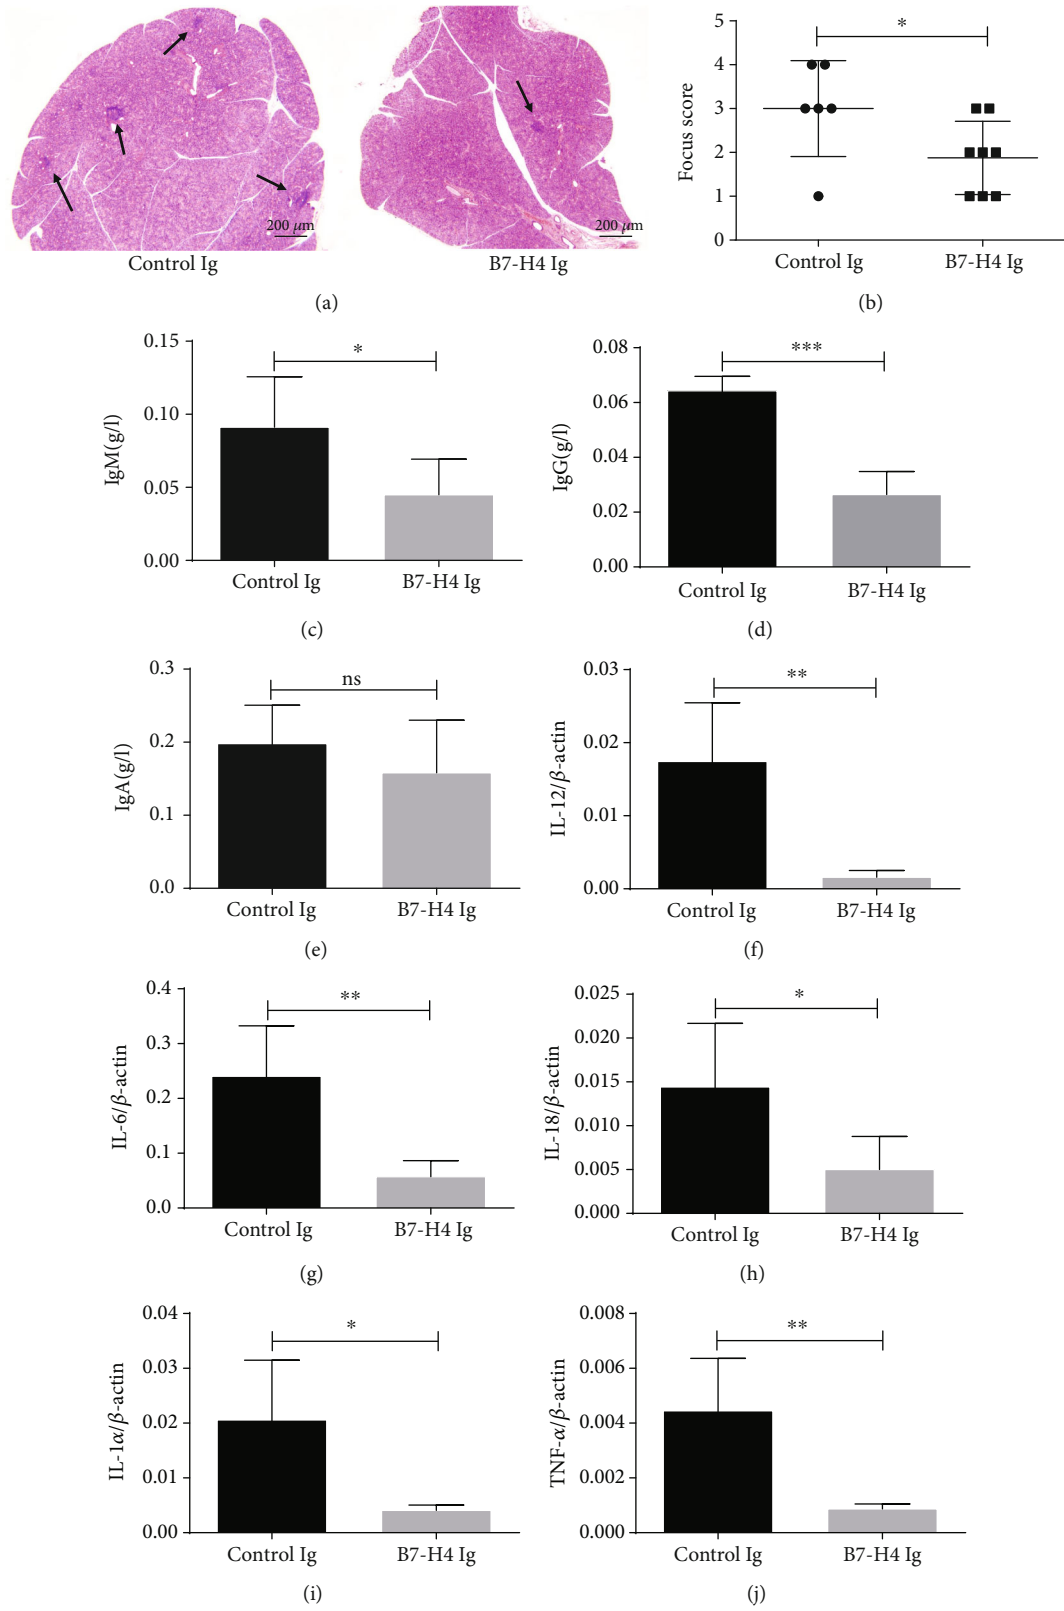 200 μm
200 μm
Control Ig
B7-H4 Ig
(a)
Focus score
5
4
3
2
1
0
*
Control Ig
B7-H4 Ig
(b)
IgM(g/l)
0.15
0.10
0.05
0.00
*
Control Ig
B7-H4 Ig
(c)
IgG(g/l)
0.08
0.06
0.04
0.02
0.00
***
Control Ig
B7-H4 Ig
(d)
IgA(g/l)
0.3
0.2
0.1
0.0
ns
Control Ig
B7-H4 Ig
(e)
IL-12/β-actin
0.03
0.02
0.01
0.00
**
Control Ig
B7-H4 Ig
(f)
IL-6/β-actin
0.4
0.3
0.2
0.1
0.0
**
Control Ig
B7-H4 Ig
(g)
IL-18/β-actin
0.025
0.020
0.015
0.010
0.005
0.000
*
Control Ig
B7-H4 Ig
(h)
IL-1α/β-actin
0.04
0.03
0.02
0.01
0.00
*
Control Ig
B7-H4 Ig
(i)
TNF-α/β-actin
0.008
0.006
0.004
0.002
0.000
**
Control Ig
B7-H4 Ig
(j)